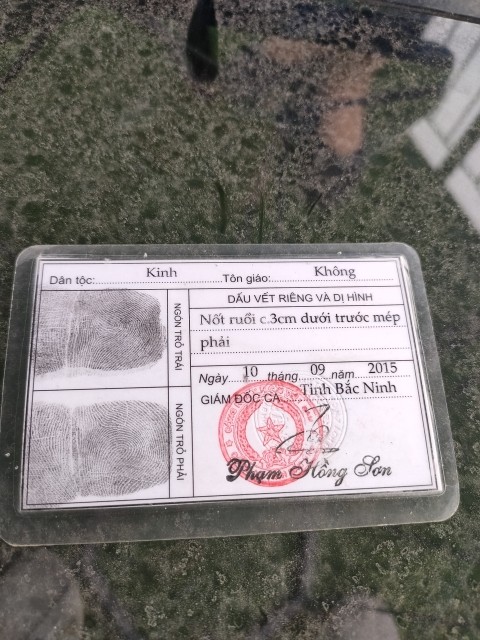 Dân tộc: Kinh Tôn giáo: Không
DẤU VẾT RIÊNG VÀ DỊ HÌNH
Nốt ruồi c.3cm dưới trước mép
phải
Ngày 10 tháng 09 năm 2015
GIÁM ĐỐC CA Tỉnh Bắc Ninh
Phạm Hồng Sơn
NGÓN TRỎ TRÁI
NGÓN TRỎ PHẢI